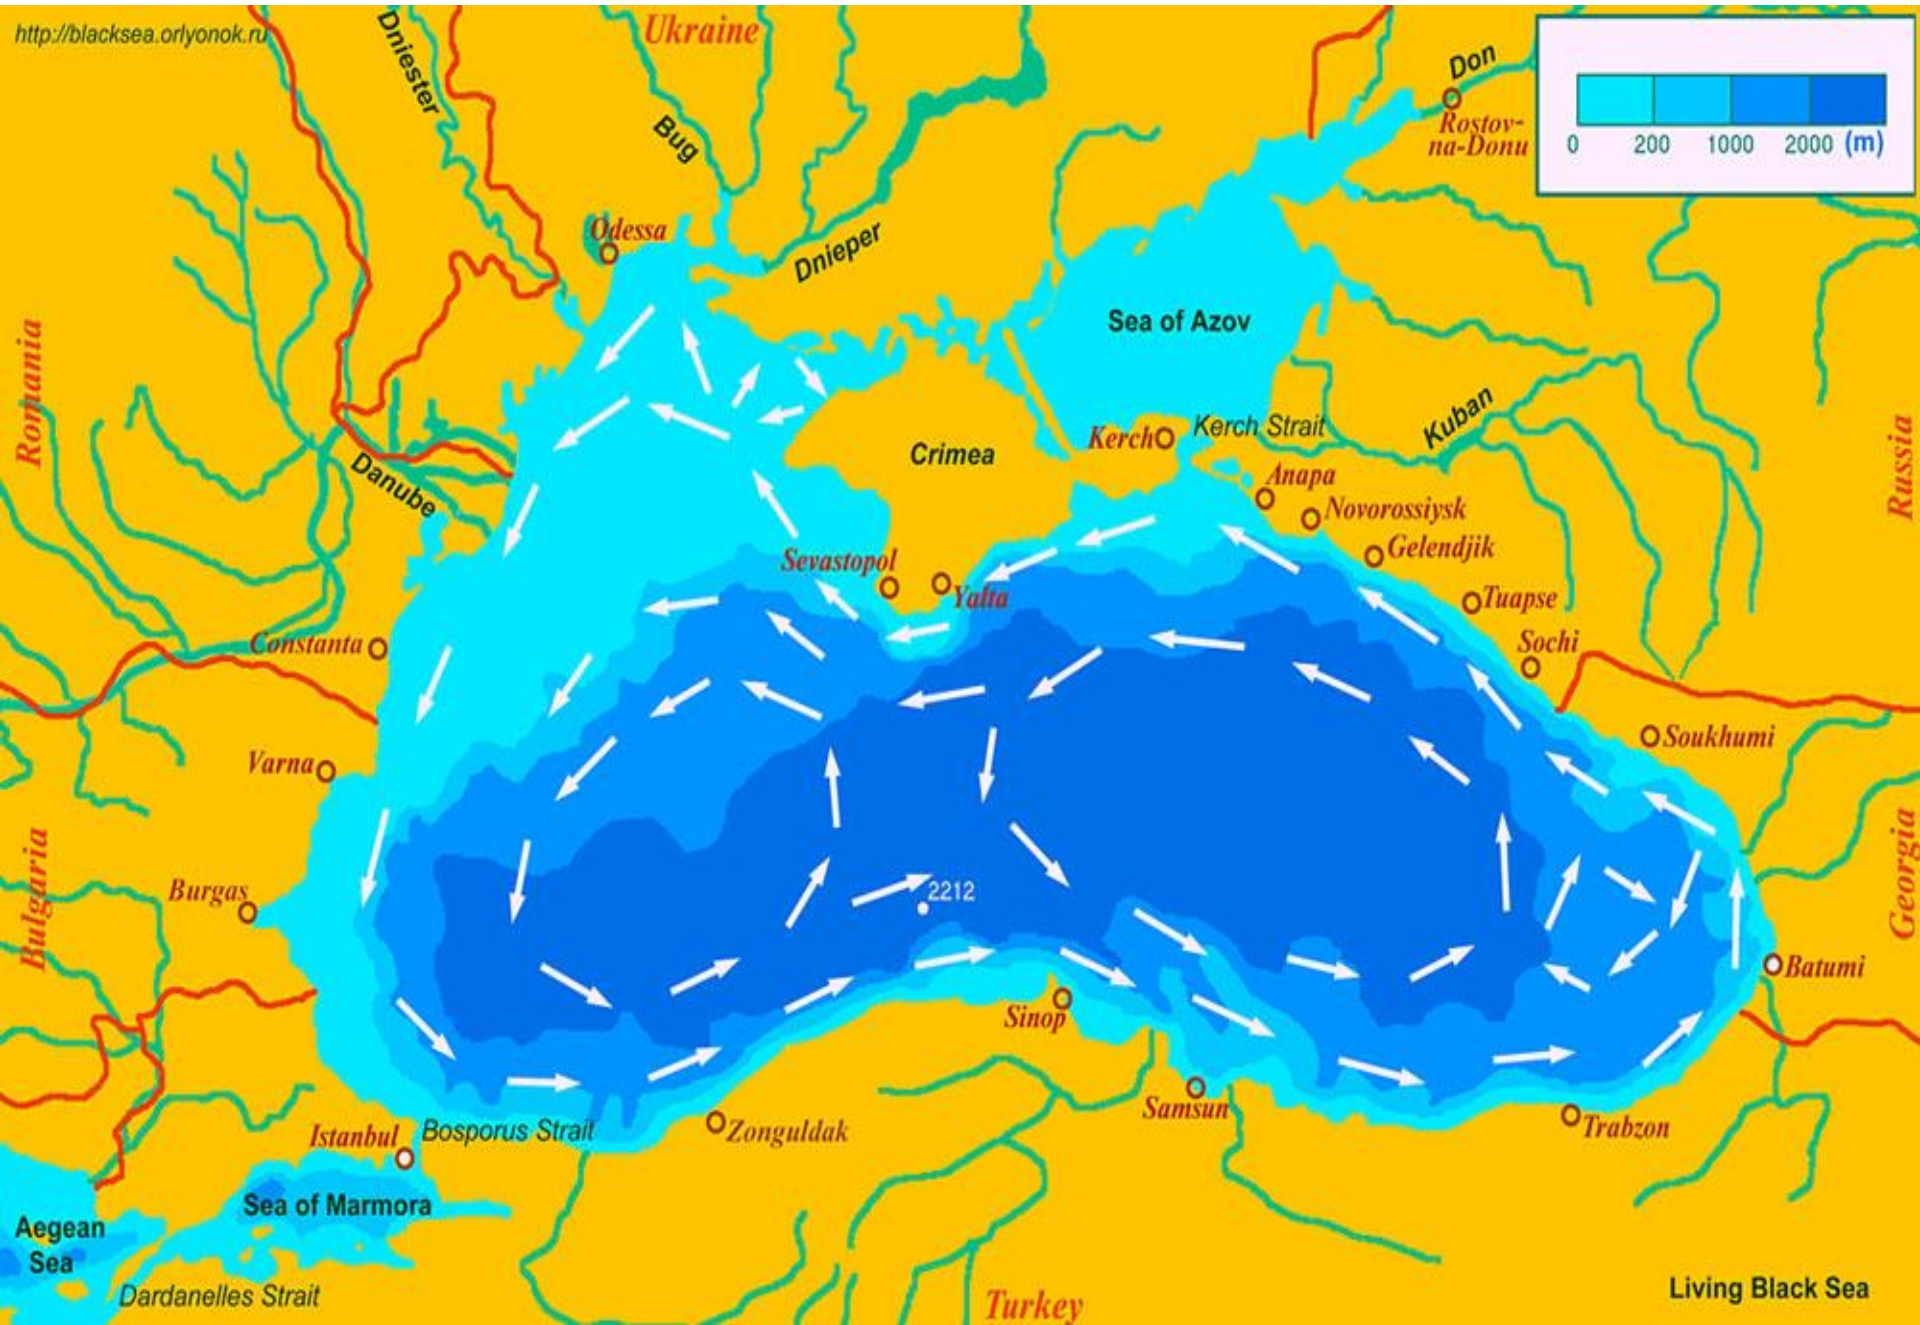 http://blacksea.orlyonok.ru
Dniester
Ukraine
Bug
Dnieper
Don
Rostov-
na-Donu
0 200 1000 2000 (m)
Odessa
Romania
Sea of Azov
Danube
Crimea
Kerch
Kerch Strait
Kuban
Russia
Anapa
Novorossiysk
Gelendjik
Sevastopol
Yalta
Tuapse
Sochi
Constanta
Soukhumi
Varna
Bulgaria
Georgia
Burgas
2212
Batumi
Sinop
Samsun
Trabzon
Istanbul
Bosporus Strait
Zonguldak
Sea of Marmora
Aegean
Sea
Dardanelles Strait
Turkey
Living Black Sea